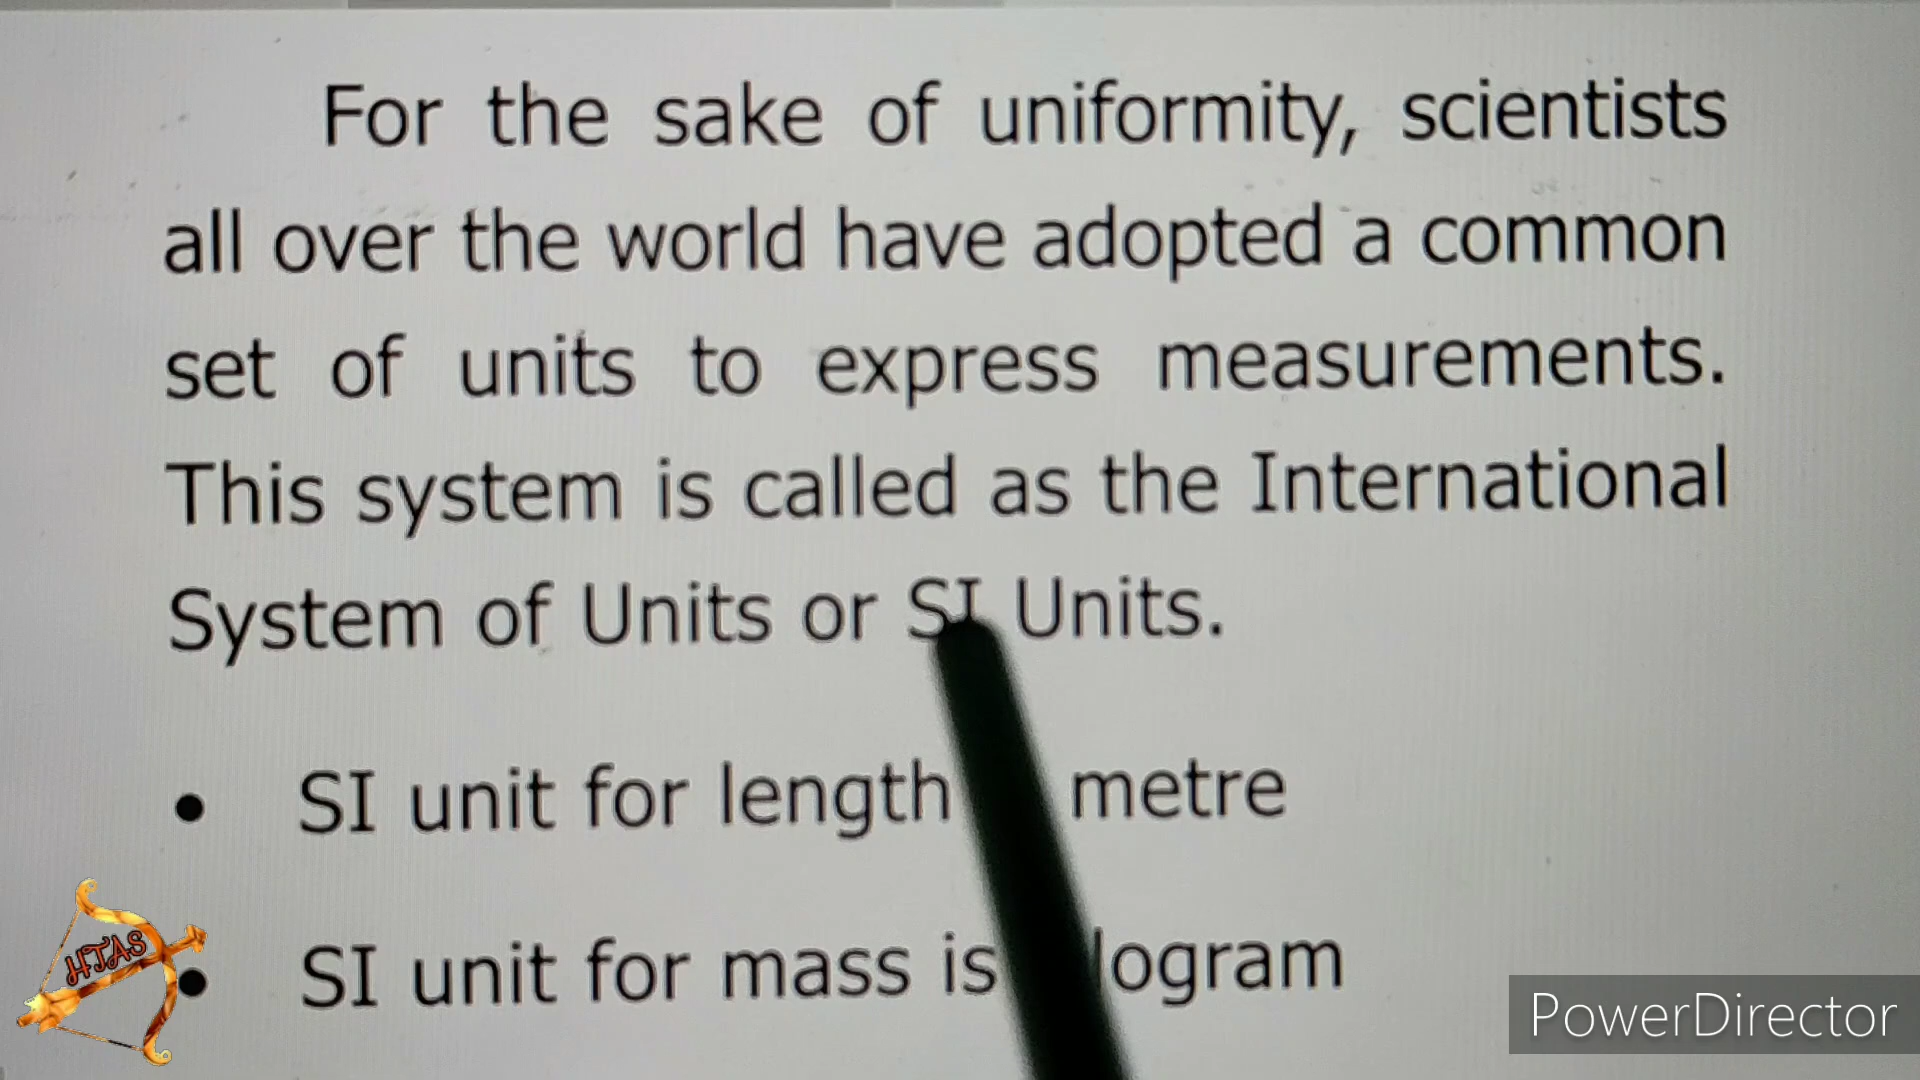 For the sake of uniformity, scientists
all over the world have adopted a common
set of units to express measurements.
This system is called as the International
System of Units or SI Units.
• SI unit for length metre
• SI unit for mass is
HTAS
PowerDirector